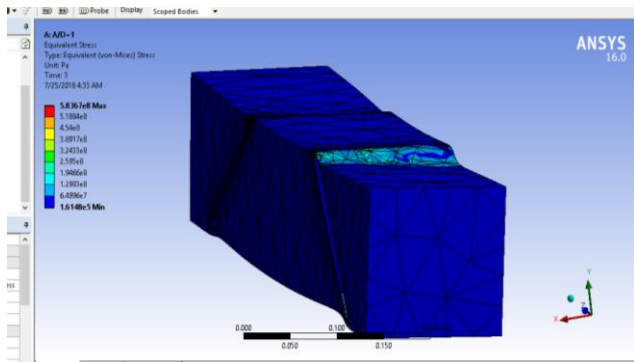 Probe Display Scoped Bodies
A: A/D=1
Equivalent Stress
Type: Equivalent (von-Mises) Stress
Unit: Pa
Time: 3
7/25/2018 4:33 AM
5.8367e8 Max
5.1884e8
4.54e8
3.8917e8
3.2433e8
2.595e8
1.9466e8
1.2983e8
6.4996e7
1.6148e5 Min
ANSYS
16.0
0.000
0.100
0.050
0.150
Y
X
Z